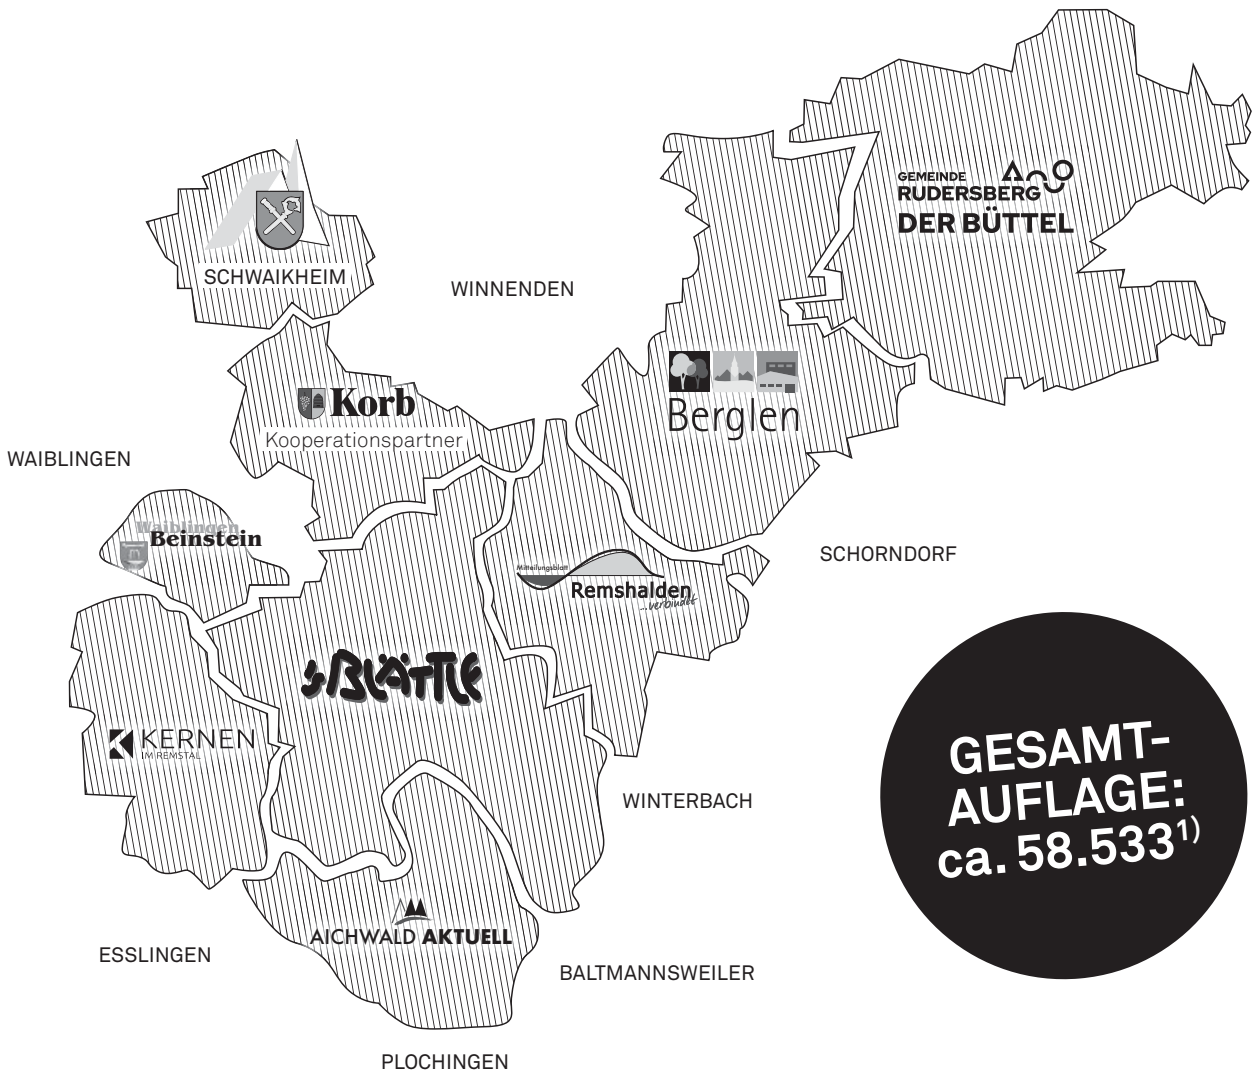 GEMEINDE
RUDERSBERG
DER BÜTTEL
SCHWAIKHEIM
WINNENDEN
Korb
Kooperationspartner
Berglen
WAIBLINGEN
Waiblingen
Beinstein
SCHORNDORF
Mitteilungsblatt
Remshalden
...verbindet
's BLÄTTLE
KERNEN
IM REMSTAL
GESAMT-
AUFLAGE:
ca. 58.533¹⁾
WINTERBACH
AICHWALD AKTUELL
ESSLINGEN
BALTMANNSWEILER
PLOCHINGEN